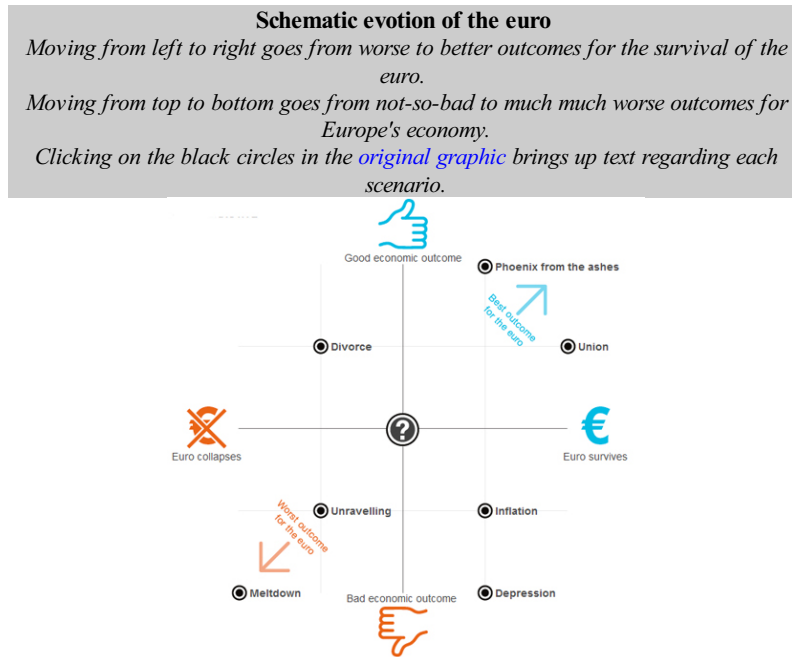 Schematic evotion of the euro
Moving from left to right goes from worse to better outcomes for the survival of the
euro.
Moving from top to bottom goes from not-so-bad to much much worse outcomes for
Europe's economy.
Clicking on the black circles in the original graphic brings up text regarding each
scenario.
Good economic outcome
Phoenix from the ashes
Best outcome
for the euro
Divorce
Union
?
€
Euro collapses
Euro survives
Unravelling
Inflation
Worst outcome
for the euro
Meltdown
Bad economic outcome
Depression